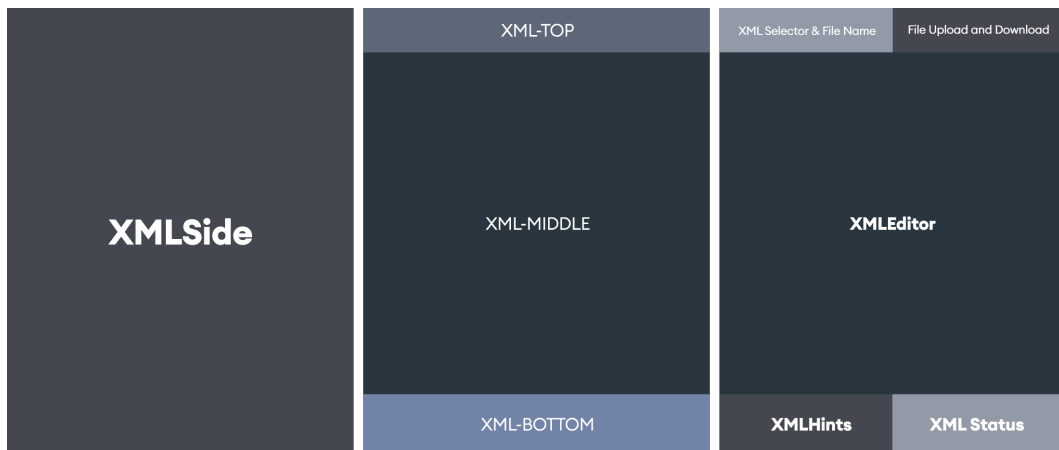 XMLSide
XML-TOP
XML-MIDDLE
XML-BOTTOM
XML Selector & File Name
File Upload and Download
XMLEditor
XMLHints
XML Status